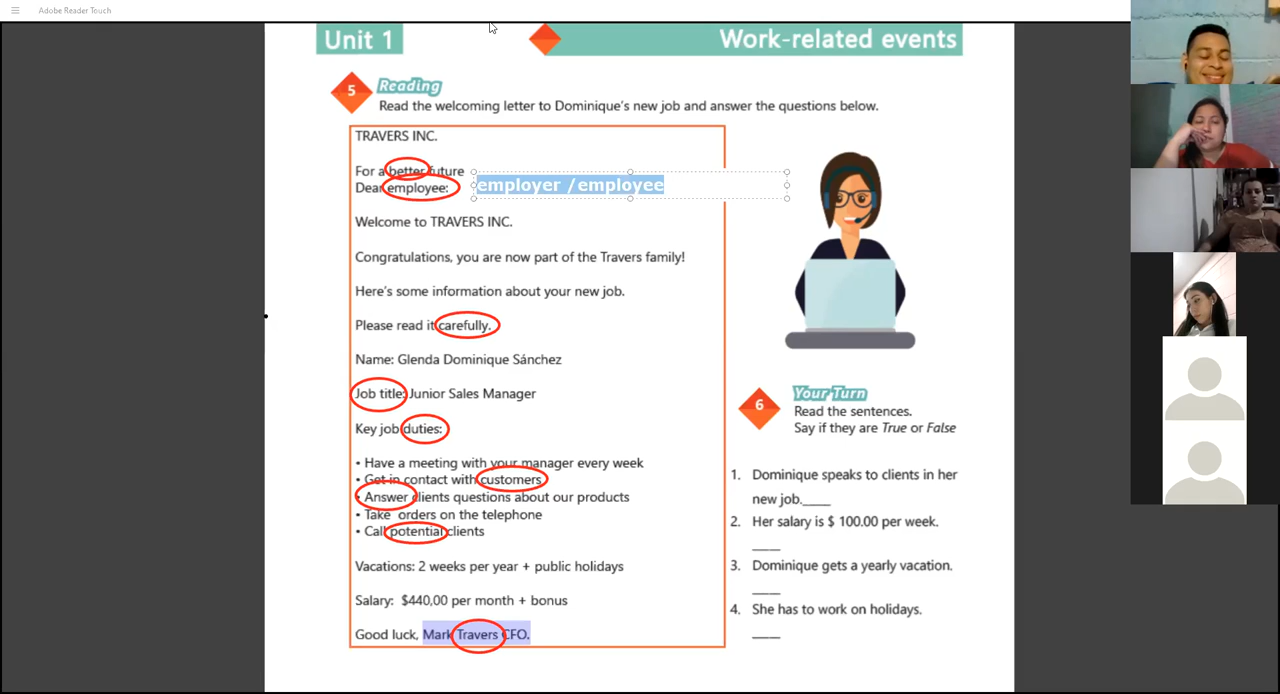 Adobe Reader Touch
Unit 1
Work-related events
5
Reading
Read the welcoming letter to Dominique's new job and answer the questions below.
TRAVERS INC.
For a better future
Dear employee:
employer /employee
Welcome to TRAVERS INC.
Congratulations, you are now part of the Travers family!
Here's some information about your new job.
Please read it carefully.
Name: Glenda Dominique Sánchez
Job title: Junior Sales Manager
Key job duties:
• Have a meeting with your manager every week
• Get in contact with customers
• Answer clients questions about our products
• Take orders on the telephone
• Call potential clients
Vacations: 2 weeks per year + public holidays
Salary: $440,00 per month + bonus
Good luck, Mark Travers CFO.
6
Your Turn
Read the sentences.
Say if they are True or False
1. Dominique speaks to clients in her
new job.____
2. Her salary is $ 100.00 per week.
____
3. Dominique gets a yearly vacation.
____
4. She has to work on holidays.
____